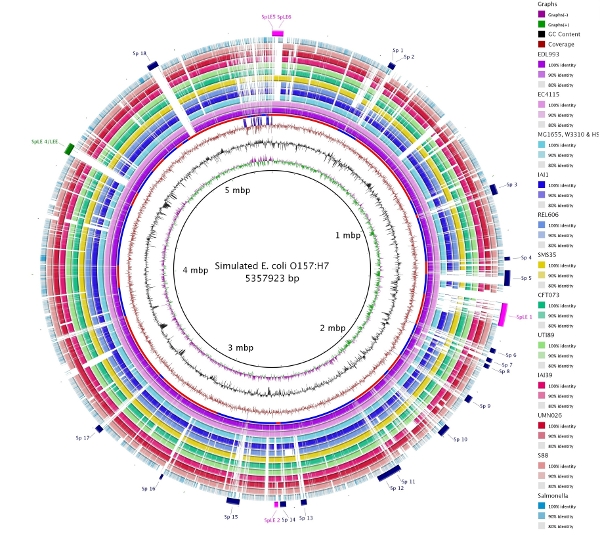 SpLE5 SpLE6
Sp 18
Sp 1
Sp 2
SpLE 4(LEE)
Sp 3
Sp 4
Sp 5
SpLE 1
Sp 6
Sp 7
Sp 8
Sp 9
Sp 10
Sp 11
Sp 12
Sp 13
Sp 14
SpLE 2
Sp 15
Sp 16
Sp 17
5 mbp
1 mbp
4 mbp
Simulated E. coli O157:H7
5357923 bp
2 mbp
3 mbp
Graphs
Graphs(-)
Graphs(+)
GC Content
Coverage
EDL993
100% identity
90% identity
80% identity
EC4115
100% identity
90% identity
80% identity
MG1655, W3310 & HS
100% identity
90% identity
80% identity
IAI1
100% identity
90% identity
80% identity
REL606
100% identity
90% identity
80% identity
SMS35
100% identity
90% identity
80% identity
CFT073
100% identity
90% identity
80% identity
UTI89
100% identity
90% identity
80% identity
IAI39
100% identity
90% identity
80% identity
UMN026
100% identity
90% identity
80% identity
S88
100% identity
90% identity
80% identity
Salmonella
100% identity
90% identity
80% identity